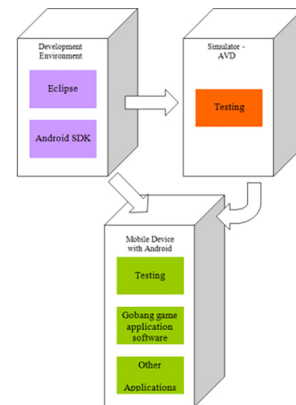 Development
Environment
Eclipse
Android SDK
Simulator -
AVD
Testing
Mobile Device
with Android
Testing
Gobang game
application
software
Other
Applications